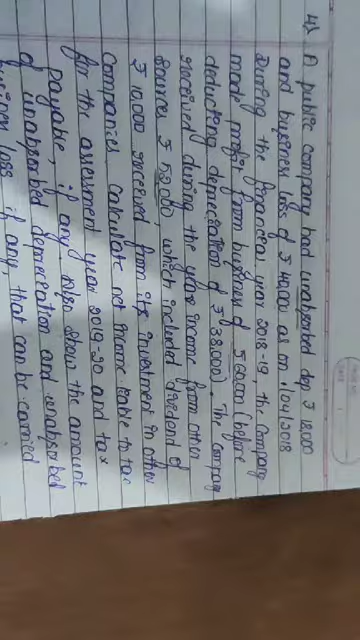 4) A public company had unabsorbed dep ₹ 18,000
and business loss of ₹ 40,000 as on 1/04/2018
During the financial year 2018-19, the company
made profit from business of ₹ 62,000 (before
deducting depreciation of ₹ 38,000). The Company
received during the year income from other
sources ₹ 50,000 which included dividend of
₹ 10,000 received from its investment in other
Companies. calculate net income liable to tax
for the assessment year 2019-20 and tax
payable, if any. Also show the amount
of unabsorbed depreciation and unabsorbed
business loss if any, that can be carried